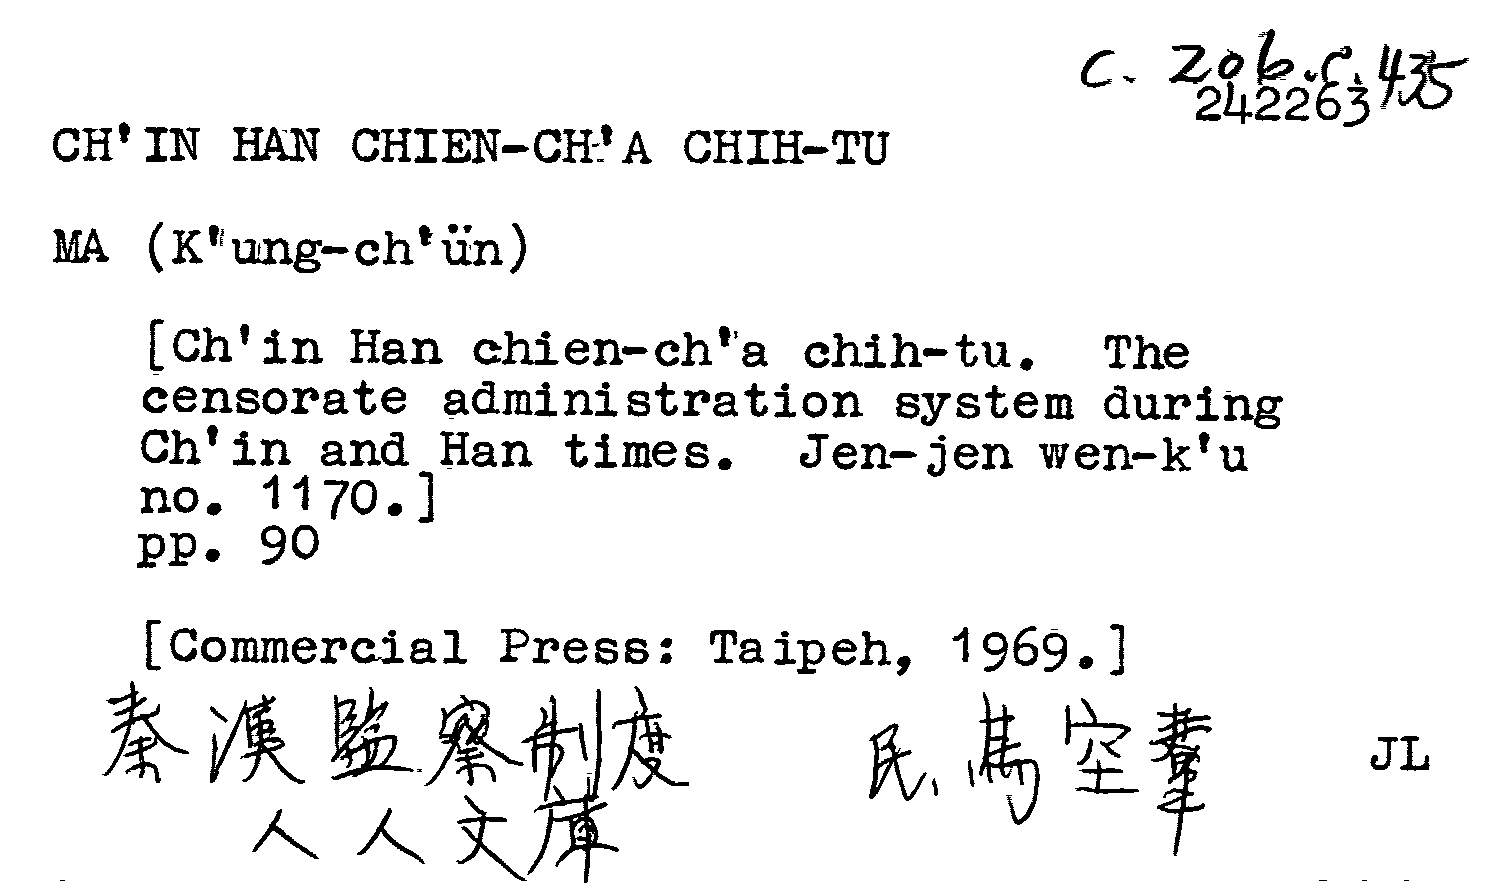 C. 20b.c.435
242263
CH'IN HAN CHIEN-CH'A CHIH-TU
MA (K'ung-ch'ün)
[Ch'in Han chien-ch'a chih-tu. The
censorate administration system during
Ch'in and Han times. Jen-jen wen-k'u
no. 1170.]
pp. 90
[Commercial Press: Taipeh, 1969.]
秦漢監察制度 民、馬空羣 JL
人人文庫